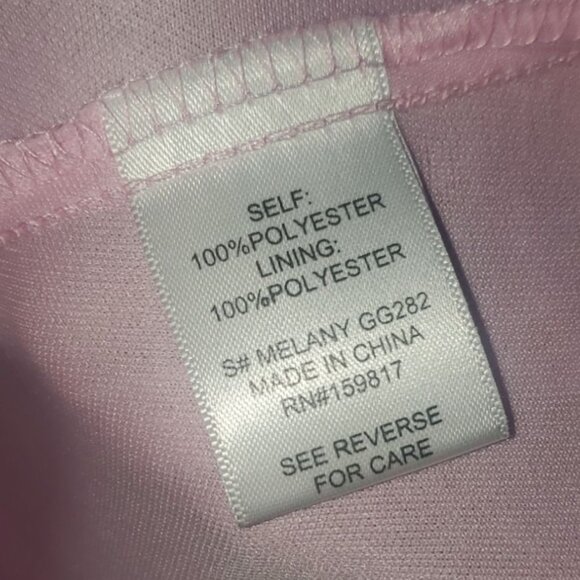 SELF:
100%POLYESTER
LINING:
100%POLYESTER
S# MELANY GG282
MADE IN CHINA
RN#159817
SEE REVERSE
FOR CARE